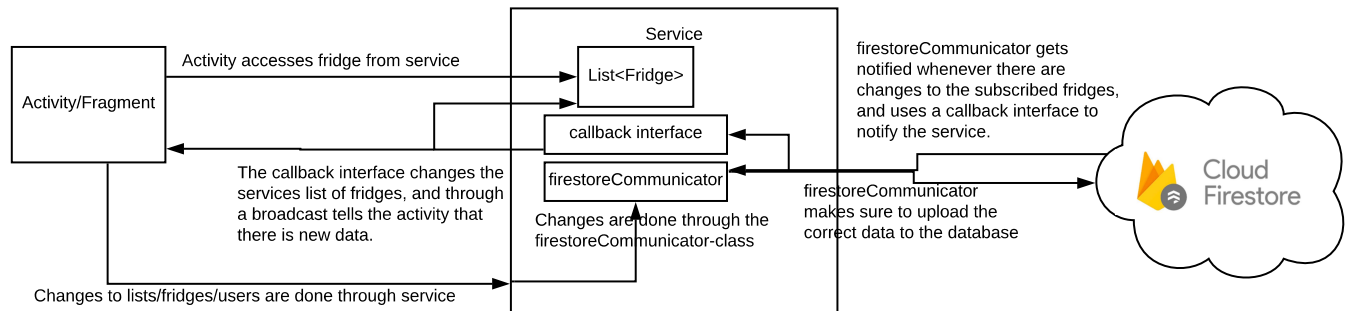 Service
Activity accesses fridge from service
List<Fridge>
Activity/Fragment
callback interface
firestoreCommunicator
The callback interface changes the
services list of fridges, and through
a broadcast tells the activity that
there is new data.
Changes are done through the
firestoreCommunicator-class
Changes to lists/fridges/users are done through service
firestoreCommunicator gets
notified whenever there are
changes to the subscribed fridges,
and uses a callback interface to
notify the service.
firestoreCommunicator
makes sure to upload the
correct data to the database
Cloud
Firestore